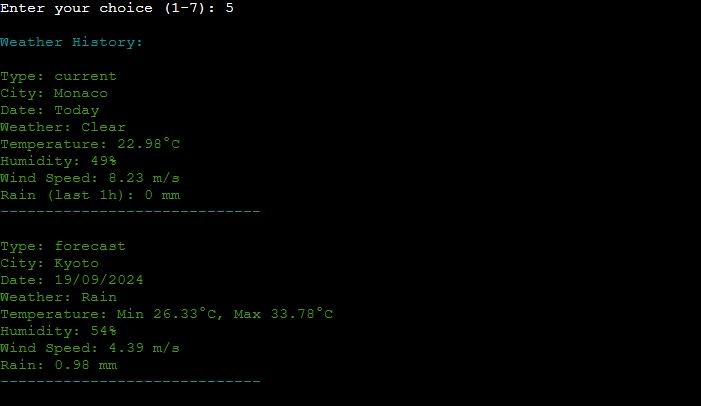 Enter your choice (1-7): 5
Weather History:
Type: current
City: Monaco
Date: Today
Weather: Clear
Temperature: 22.98°C
Humidity: 49%
Wind Speed: 8.23 m/s
Rain (last 1h): 0 mm
-----------------------------
Type: forecast
City: Kyoto
Date: 19/09/2024
Weather: Rain
Temperature: Min 26.33°C, Max 33.78°C
Humidity: 54%
Wind Speed: 4.39 m/s
Rain: 0.98 mm
-----------------------------